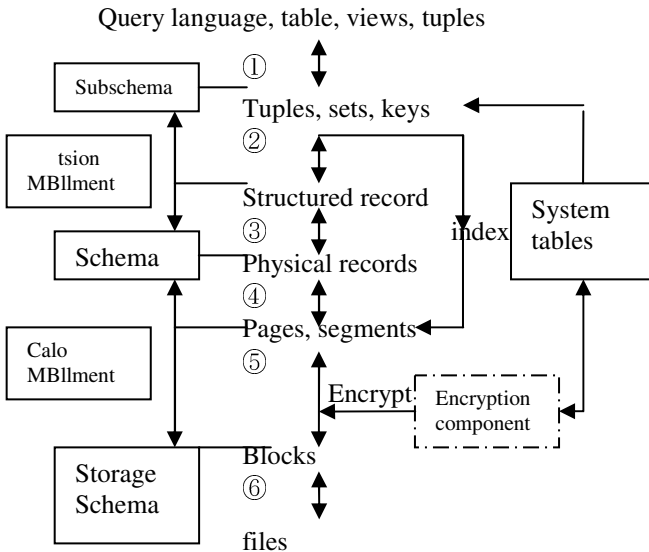 Query language, table, views, tuples
①
Subschema
Tuples, sets, keys
②
tsion
MBllment
Structured record
System
tables
③
index
Schema
Physical records
④
Pages, segments
Calo
MBllment
⑤
Encrypt
Encryption
component
Blocks
Storage
Schema
⑥
files